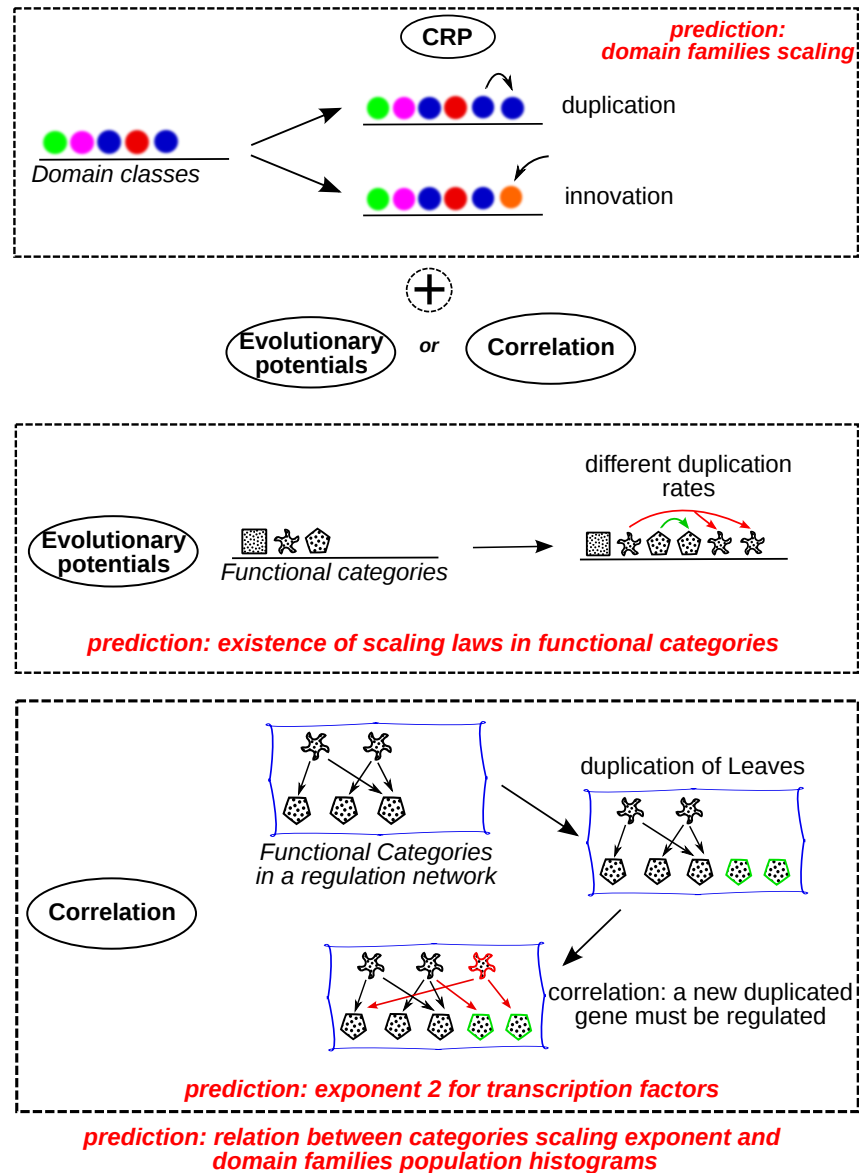 CRP
prediction:
domain families scaling
duplication
Domain classes
innovation
+
Evolutionary
potentials
or
Correlation
different duplication
rates
Evolutionary
potentials
Functional categories
prediction: existence of scaling laws in functional categories
duplication of Leaves
Functional Categories
in a regulation network
Correlation
correlation: a new duplicated
gene must be regulated
prediction: exponent 2 for transcription factors
prediction: relation between categories scaling exponent and
domain families population histograms